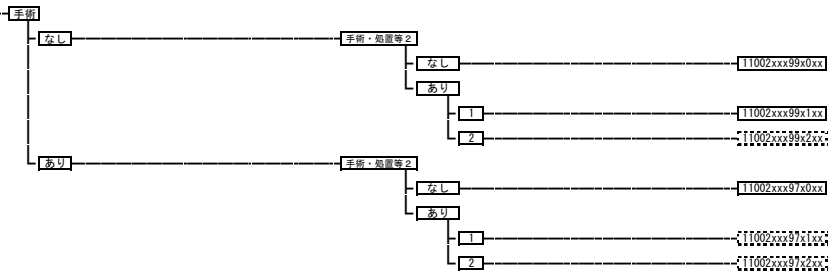 手術
なし
手術・処置等２
なし
11002xxx99x0xx
あり
1
11002xxx99x1xx
2
11002xxx99x2xx
あり
手術・処置等２
なし
11002xxx97x0xx
あり
1
11002xxx97x1xx
2
11002xxx97x2xx